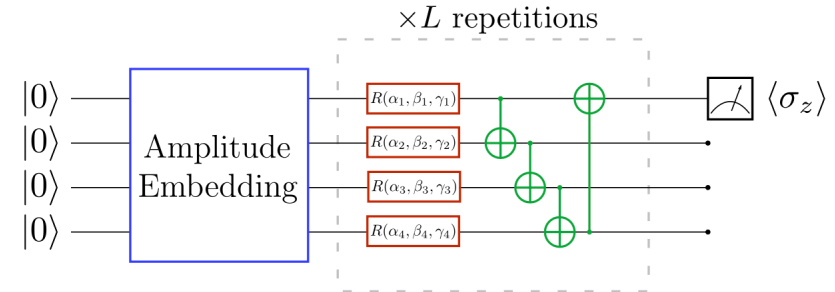 ×L repetitions
|0⟩ R(α₁, β₁, γ₁) ⟨σ_z⟩
|0⟩ Amplitude R(α₂, β₂, γ₂)
|0⟩ Embedding R(α₃, β₃, γ₃)
|0⟩ R(α₄, β₄, γ₄)